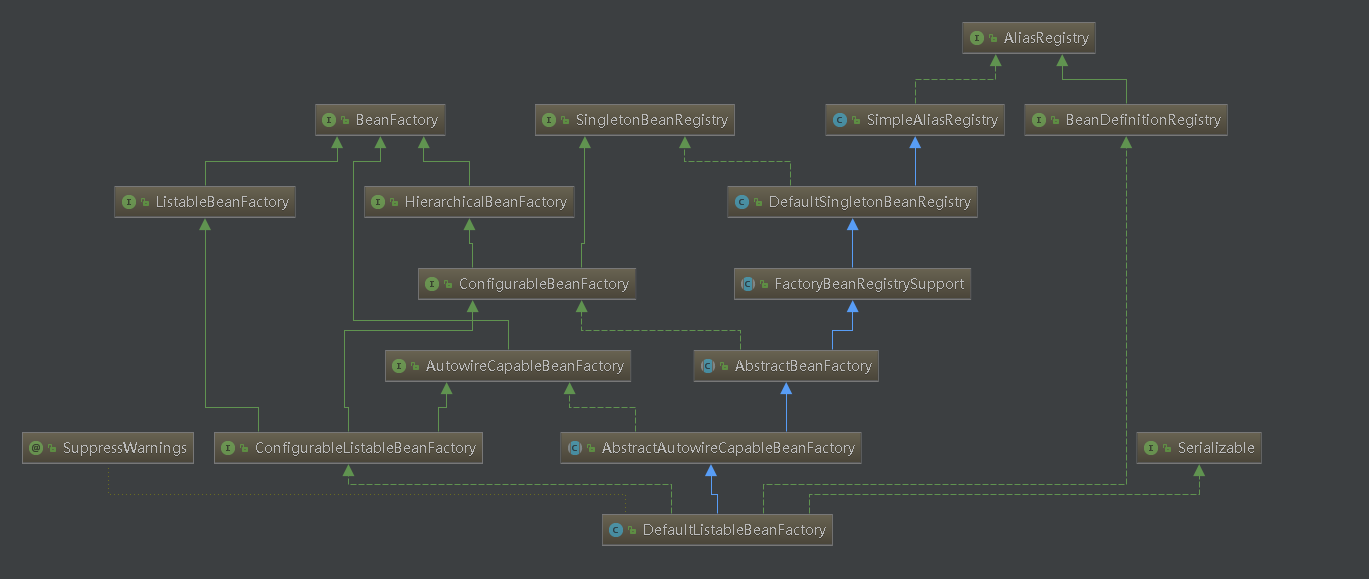 AliasRegistry
BeanFactory
SingletonBeanRegistry
SimpleAliasRegistry
BeanDefinitionRegistry
ListableBeanFactory
HierarchicalBeanFactory
DefaultSingletonBeanRegistry
ConfigurableBeanFactory
FactoryBeanRegistrySupport
AutowireCapableBeanFactory
AbstractBeanFactory
SuppressWarnings
ConfigurableListableBeanFactory
AbstractAutowireCapableBeanFactory
Serializable
DefaultListableBeanFactory